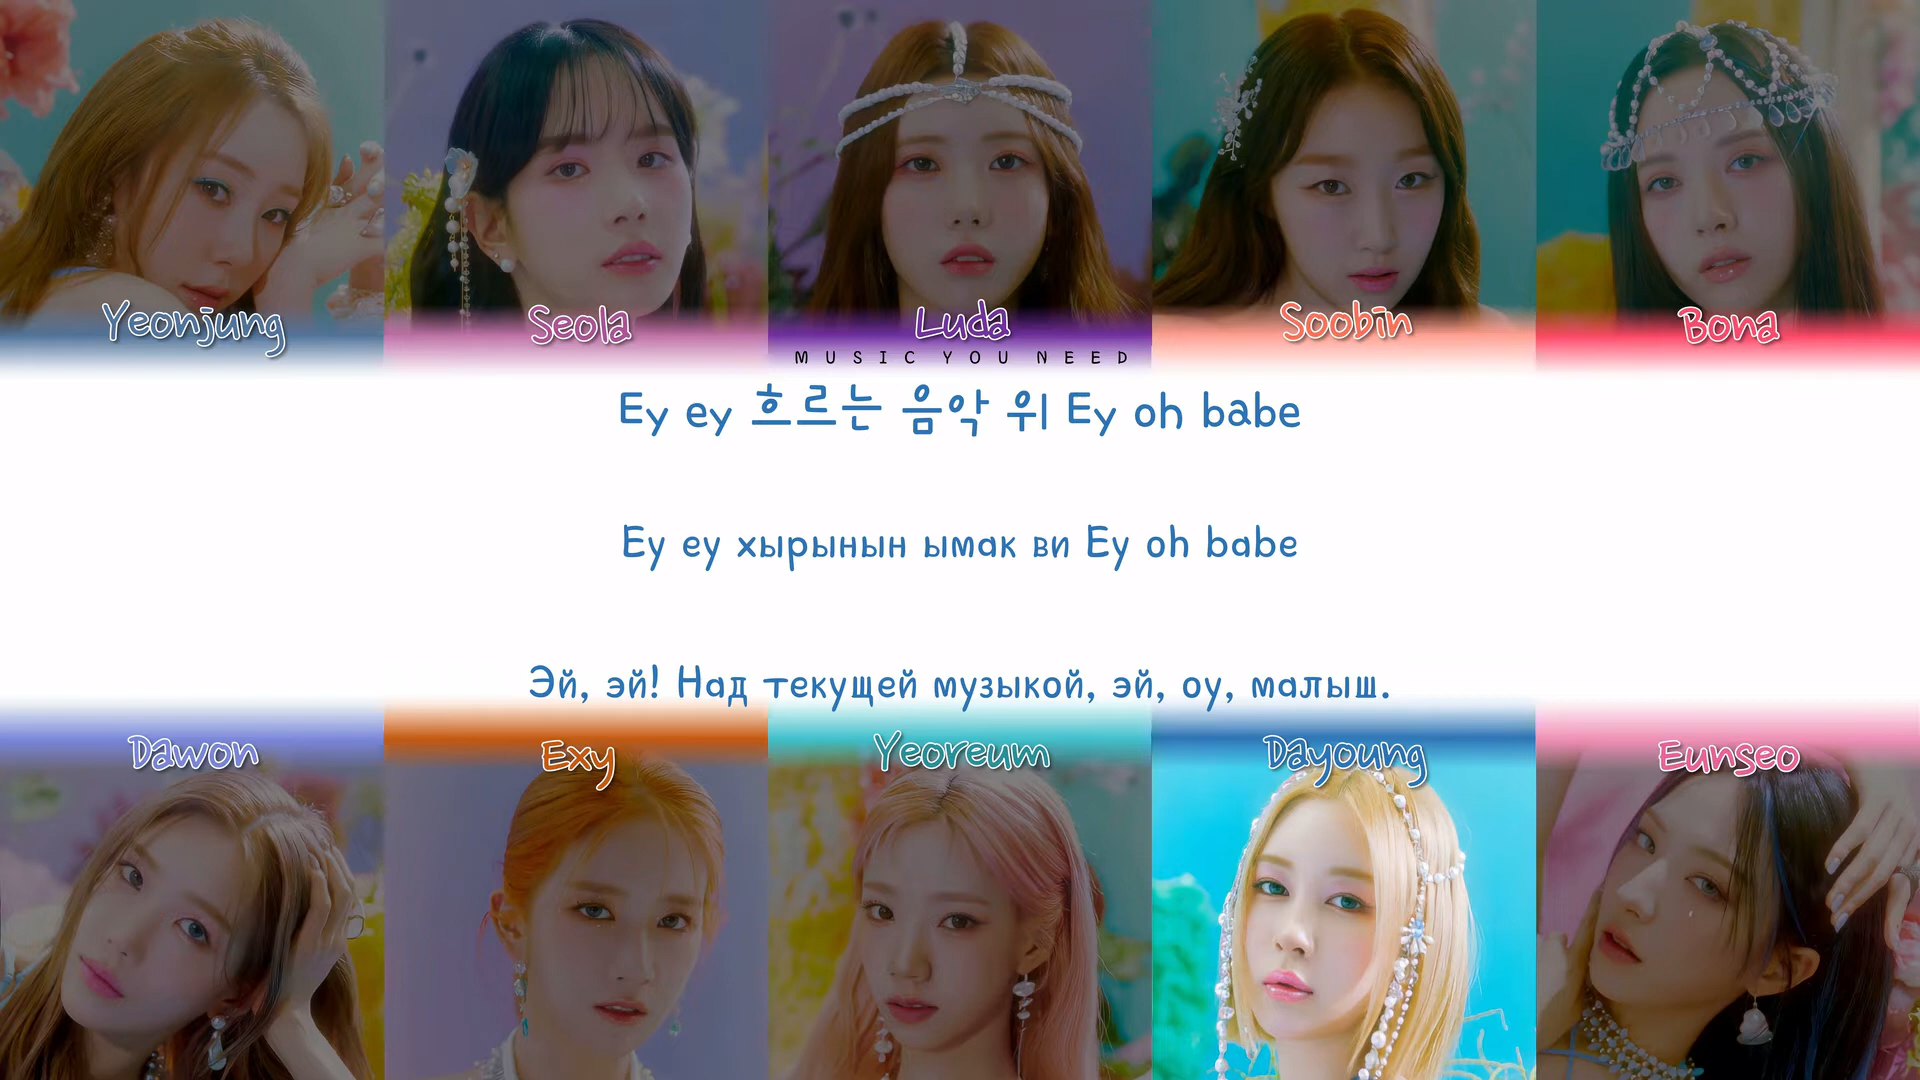 Yeonjung
Seola
Luda
Soobin
Bona
MUSIC YOU NEED
Ey ey 흐르는 음악 위 Ey oh babe
Ey ey хырынын ымак ви Ey oh babe
Эй, эй! Над текущей музыкой, эй, оу, малыш.
Dawon
Exy
Yeoreum
Dayoung
Eunseo